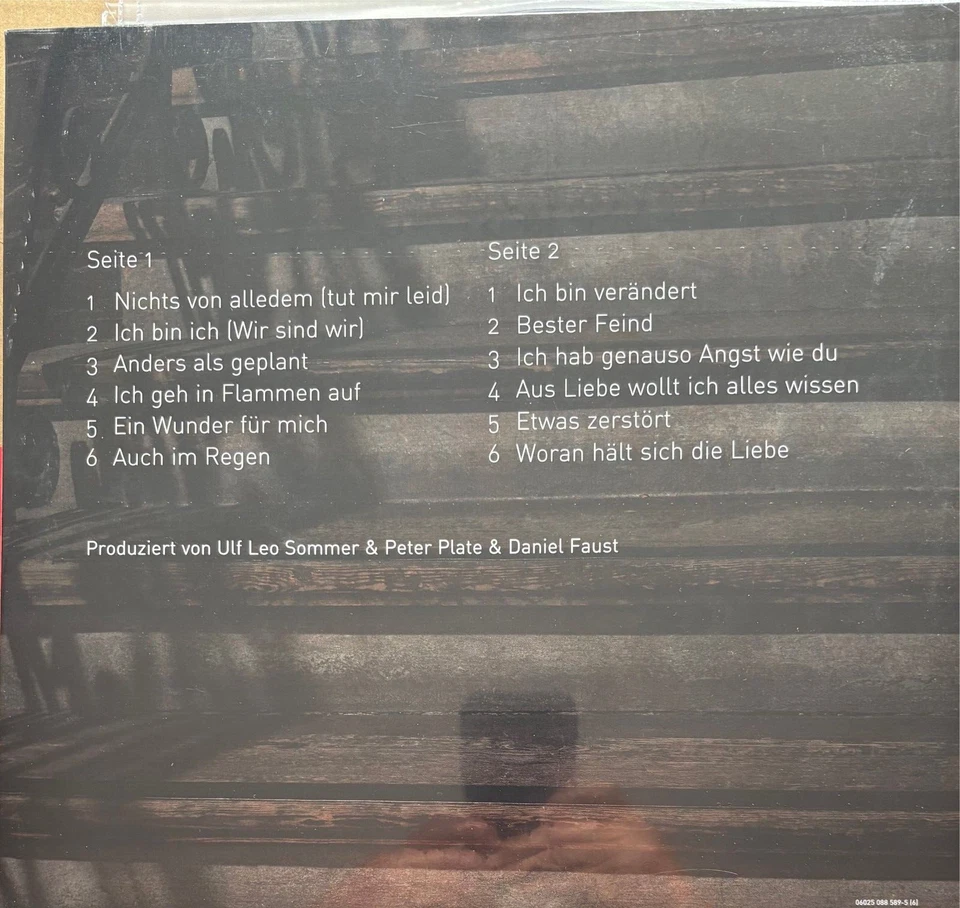 Seite 1
1 Nichts von alledem (tut mir leid)
2 Ich bin ich (Wir sind wir)
3 Anders als geplant
4 Ich geh in Flammen auf
5 Ein Wunder für mich
6 Auch im Regen
Seite 2
1 Ich bin verändert
2 Bester Feind
3 Ich hab genauso Angst wie du
4 Aus Liebe wollt ich alles wissen
5 Etwas zerstört
6 Woran hält sich die Liebe
Produziert von Ulf Leo Sommer & Peter Plate & Daniel Faust
06025 088 589-5 (6)